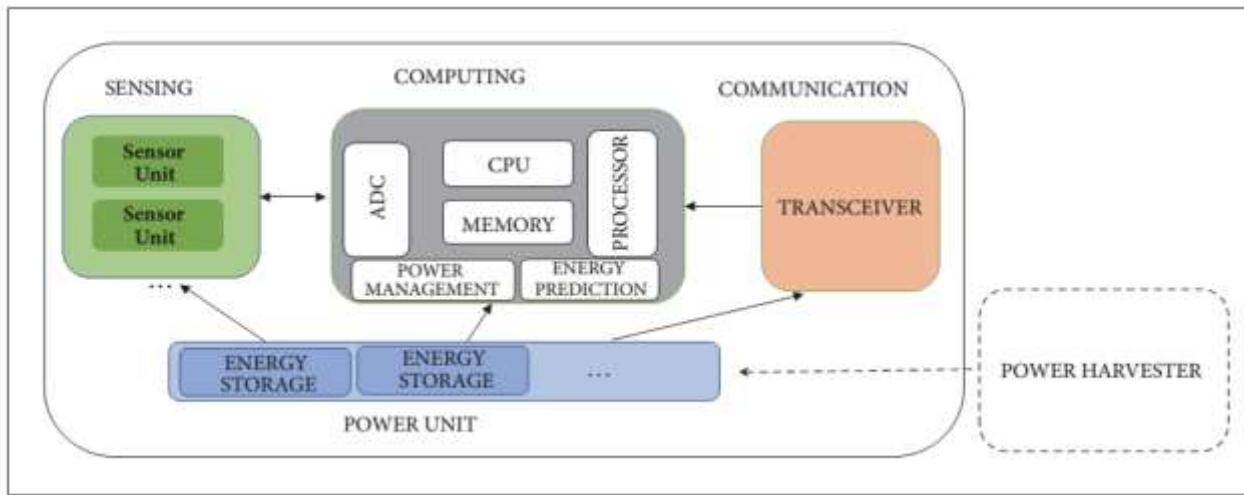 SENSING
COMPUTING
COMMUNICATION
Sensor
Unit
Sensor
Unit
...
ADC
CPU
MEMORY
PROCESSOR
POWER
MANAGEMENT
ENERGY
PREDICTION
TRANSCEIVER
ENERGY
STORAGE
ENERGY
STORAGE
...
POWER UNIT
POWER HARVESTER